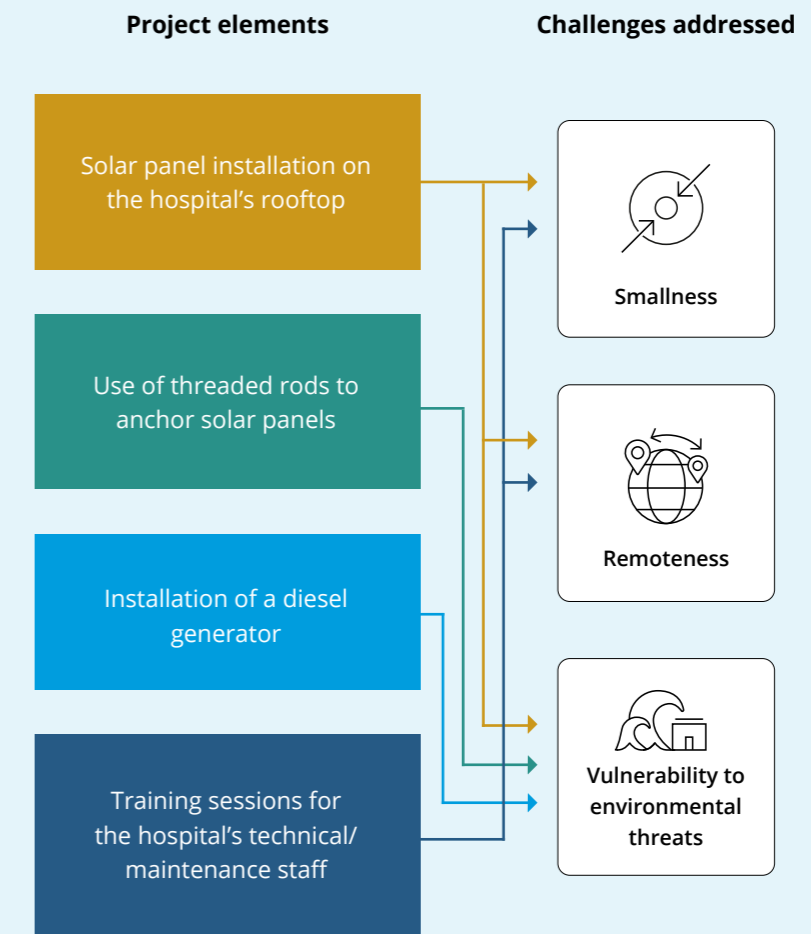 Project elements
Challenges addressed
Solar panel installation on
the hospital’s rooftop
Smallness
Use of threaded rods to
anchor solar panels
Remoteness
Installation of a diesel
generator
Vulnerability to
environmental
threats
Training sessions for
the hospital’s technical/
maintenance staff